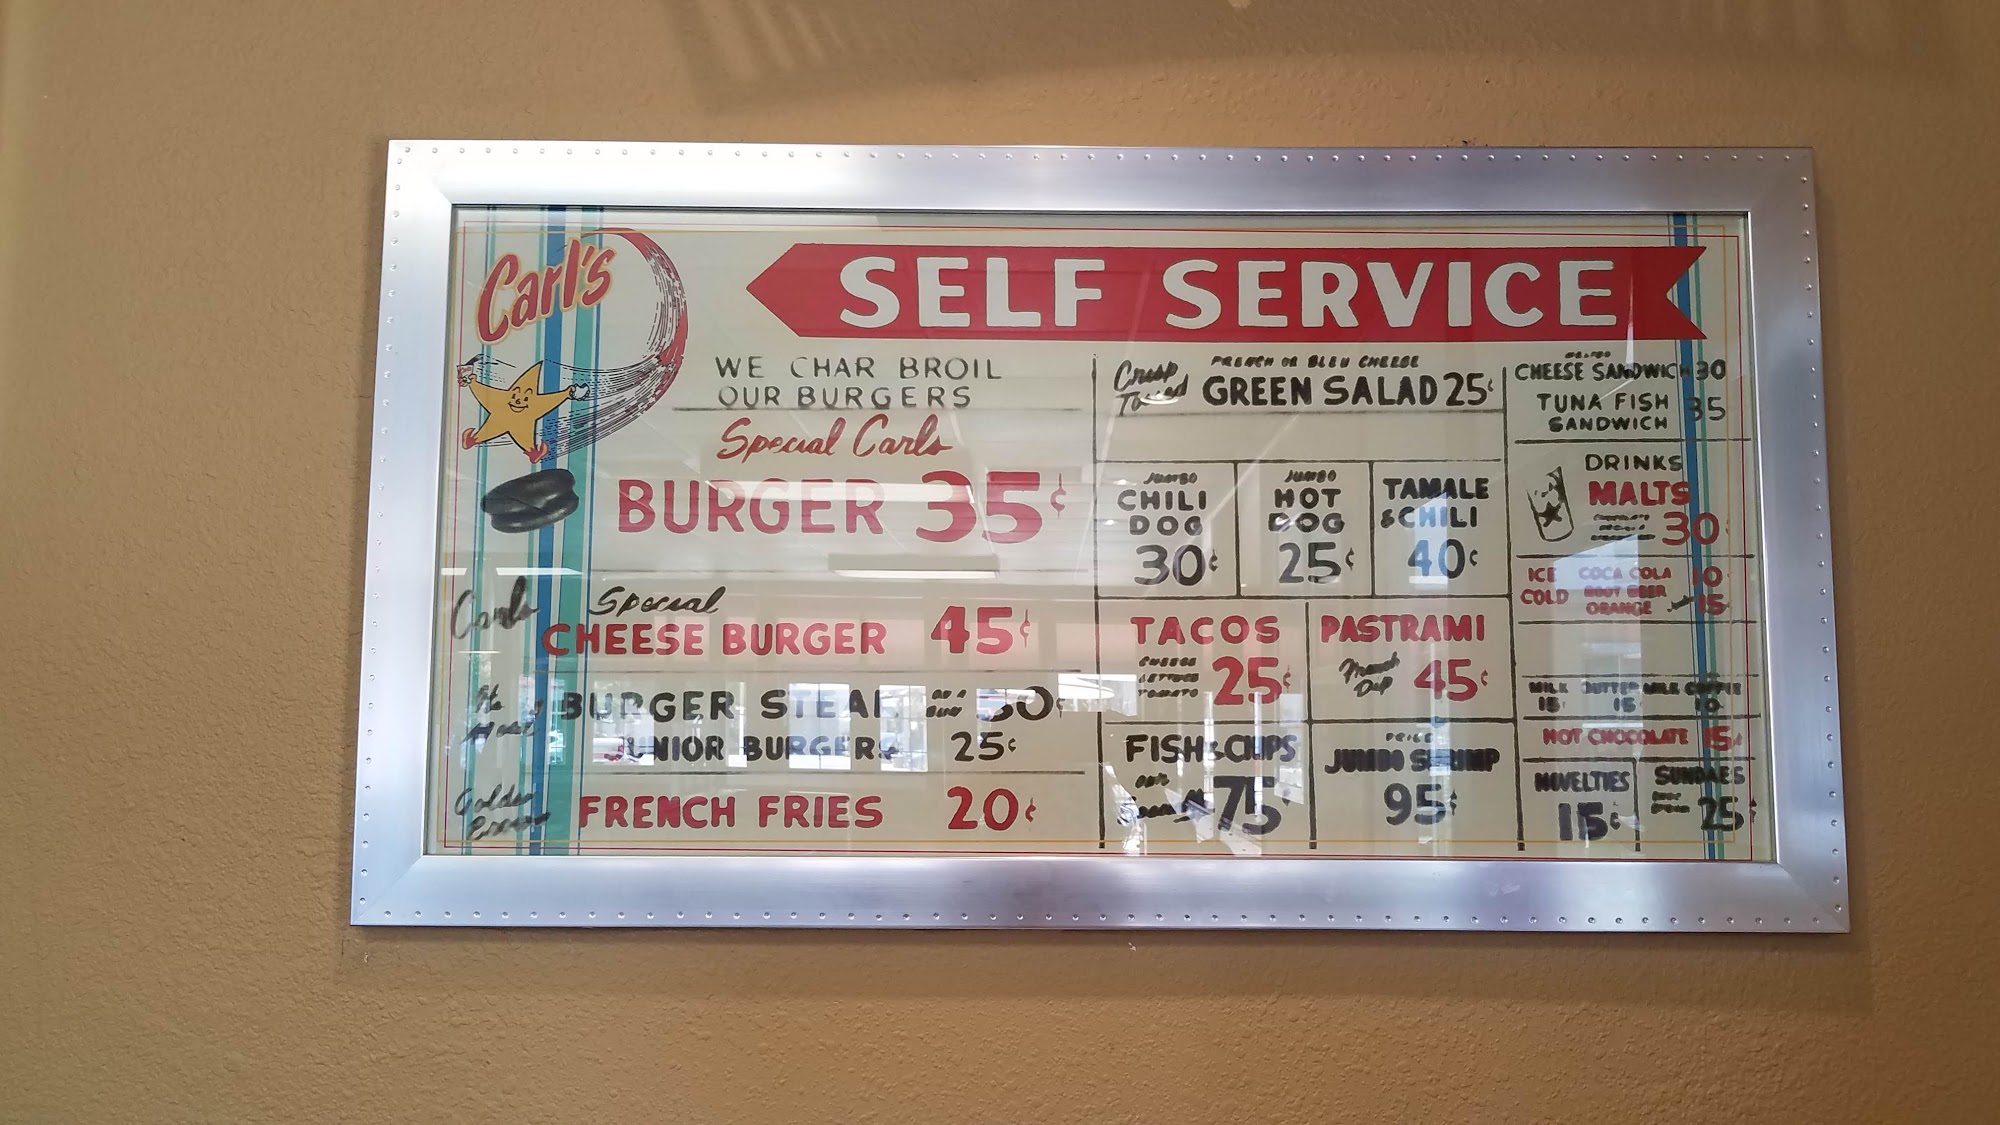 Carl's
SELF SERVICE
WE CHAR BROIL
OUR BURGERS
Special Carls
BURGER 35¢
Carls Special
CHEESE BURGER 45¢
BURGER STEAK
JUNIOR BURGERS 25¢
Golden Brown
FRENCH FRIES 20¢
Crisp Tossed
FRENCH OR BLEU CHEESE
GREEN SALAD 25¢
JUMBO
CHILI
DOG
30¢
JUMBO
HOT
DOG
25¢
TAMALE
& CHILI
40¢
TACOS
CHEESE
LETTUCE
TOMATO
25¢
PASTRAMI
French
Dip
45¢
FISH & CHIPS
our
75¢
FRIED
JUMBO SHRIMP
95¢
CHEESE SANDWICH 30
TUNA FISH
SANDWICH 35
DRINKS
MALTS
30
ICE COLD
COCA COLA 10
ROOT BEER
ORANGE 15
MILK BUTTERMILK COFFEE
15 15 10
HOT CHOCOLATE 15¢
NOVELTIES
15¢
SUNDAES
25¢